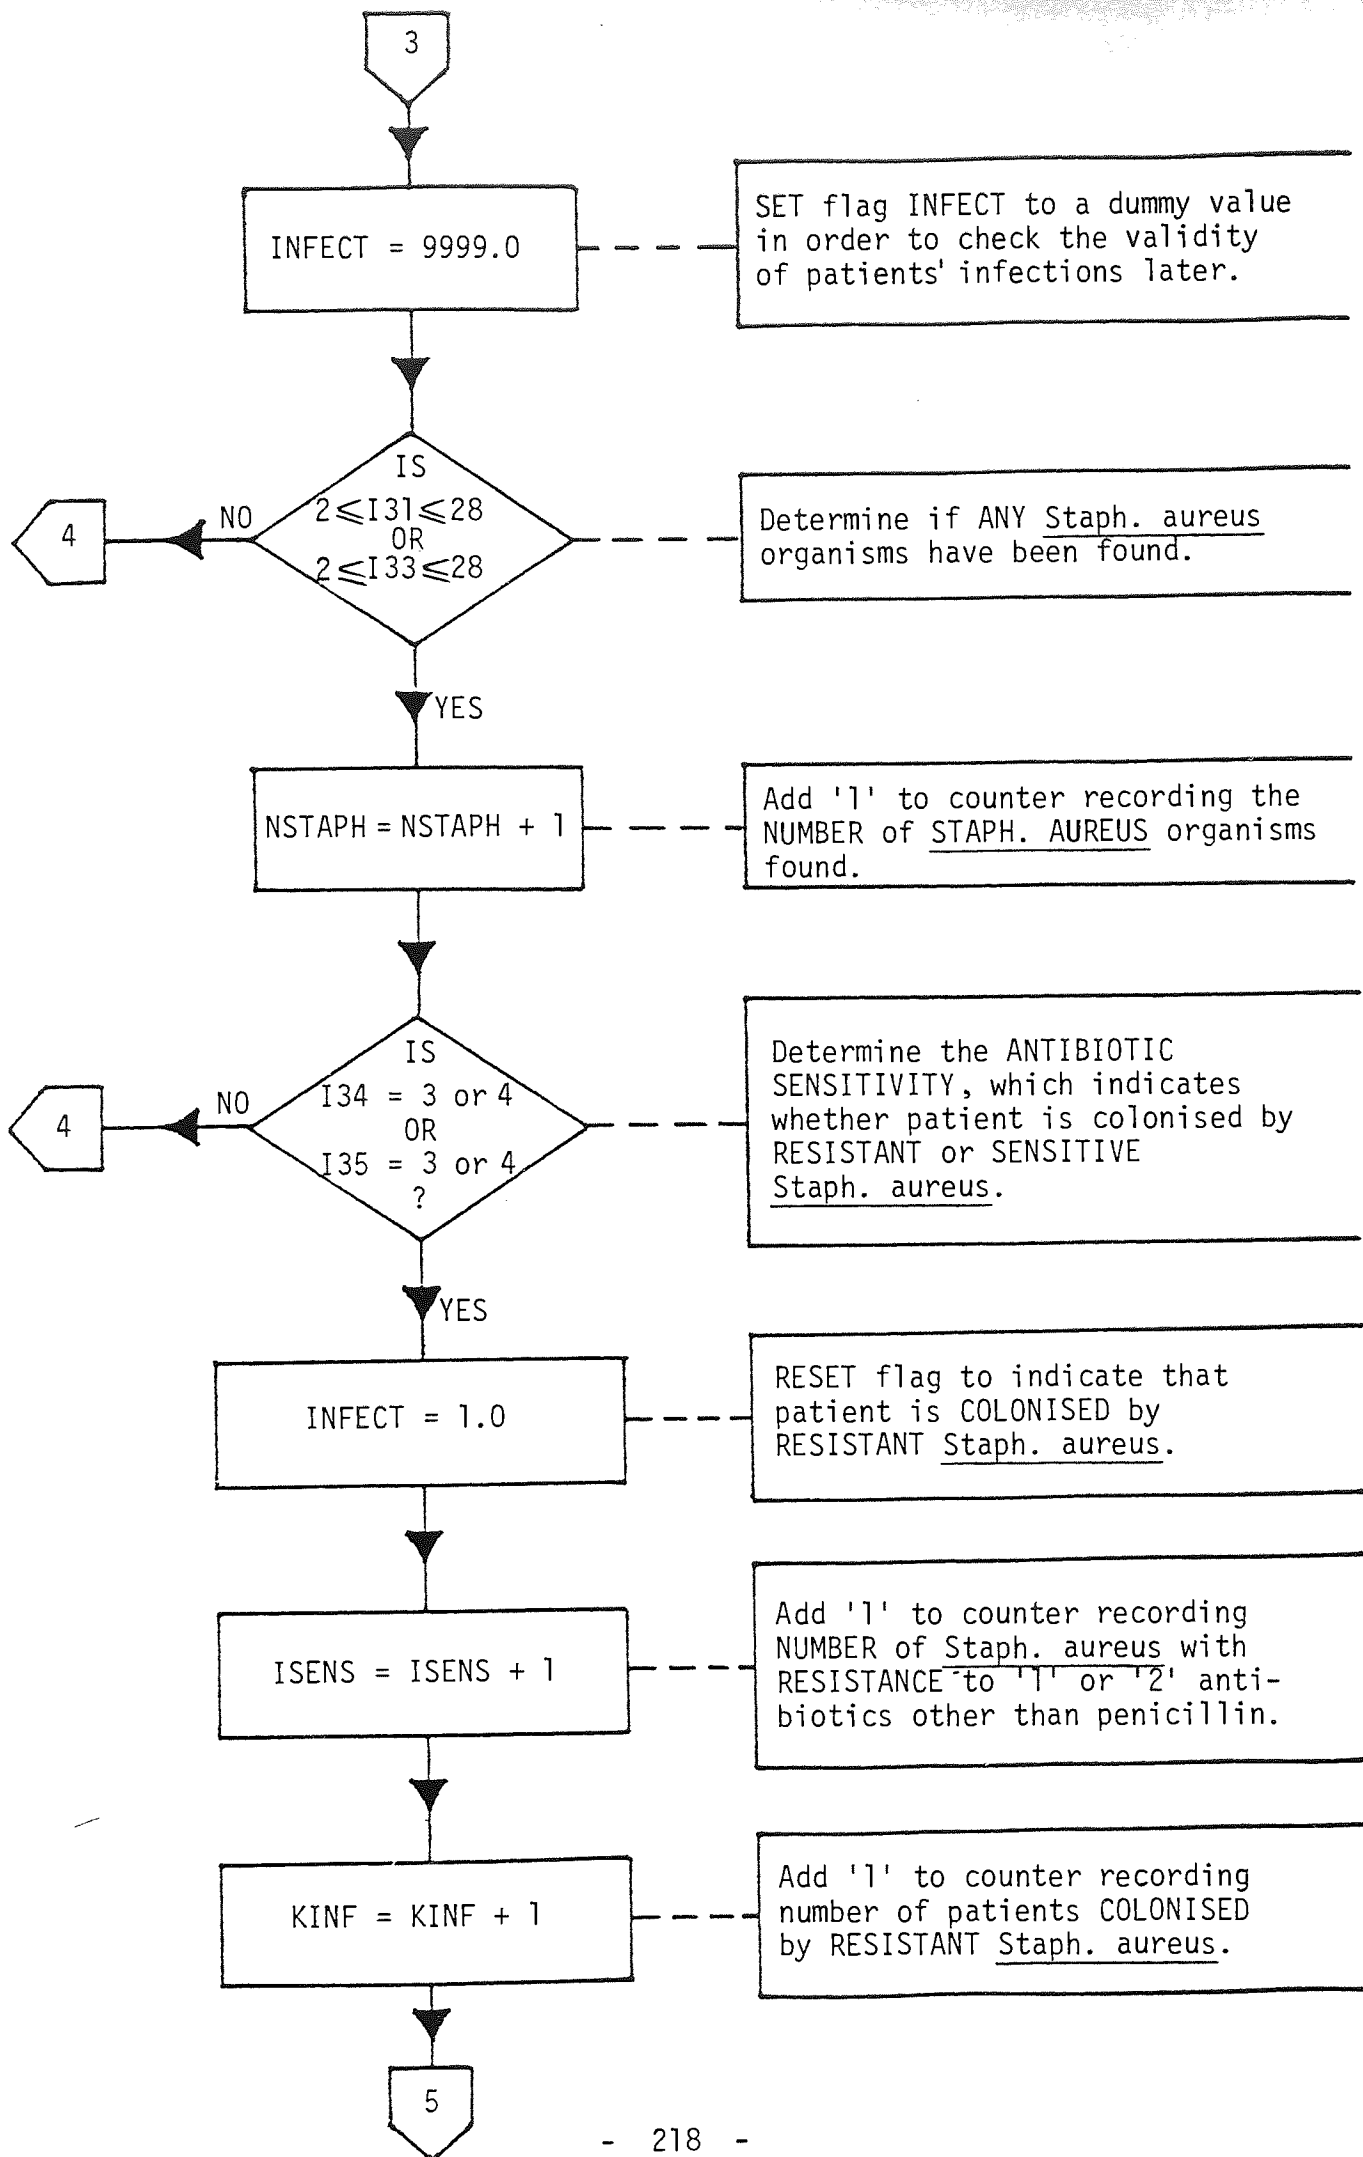 3
INFECT = 9999.0
SET flag INFECT to a dummy value
in order to check the validity
of patients' infections later.
IS
2⩽I31⩽28
OR
2⩽I33⩽28
NO
4
Determine if ANY Staph. aureus
organisms have been found.
YES
NSTAPH = NSTAPH + 1
Add '1' to counter recording the
NUMBER of STAPH. AUREUS organisms
found.
IS
I34 = 3 or 4
OR
I35 = 3 or 4
?
NO
4
Determine the ANTIBIOTIC
SENSITIVITY, which indicates
whether patient is colonised by
RESISTANT or SENSITIVE
Staph. aureus.
YES
INFECT = 1.0
RESET flag to indicate that
patient is COLONISED by
RESISTANT Staph. aureus.
ISENS = ISENS + 1
Add '1' to counter recording
NUMBER of Staph. aureus with
RESISTANCE to '1' or '2' anti-
biotics other than penicillin.
KINF = KINF + 1
Add '1' to counter recording
number of patients COLONISED
by RESISTANT Staph. aureus.
5
- 218 -